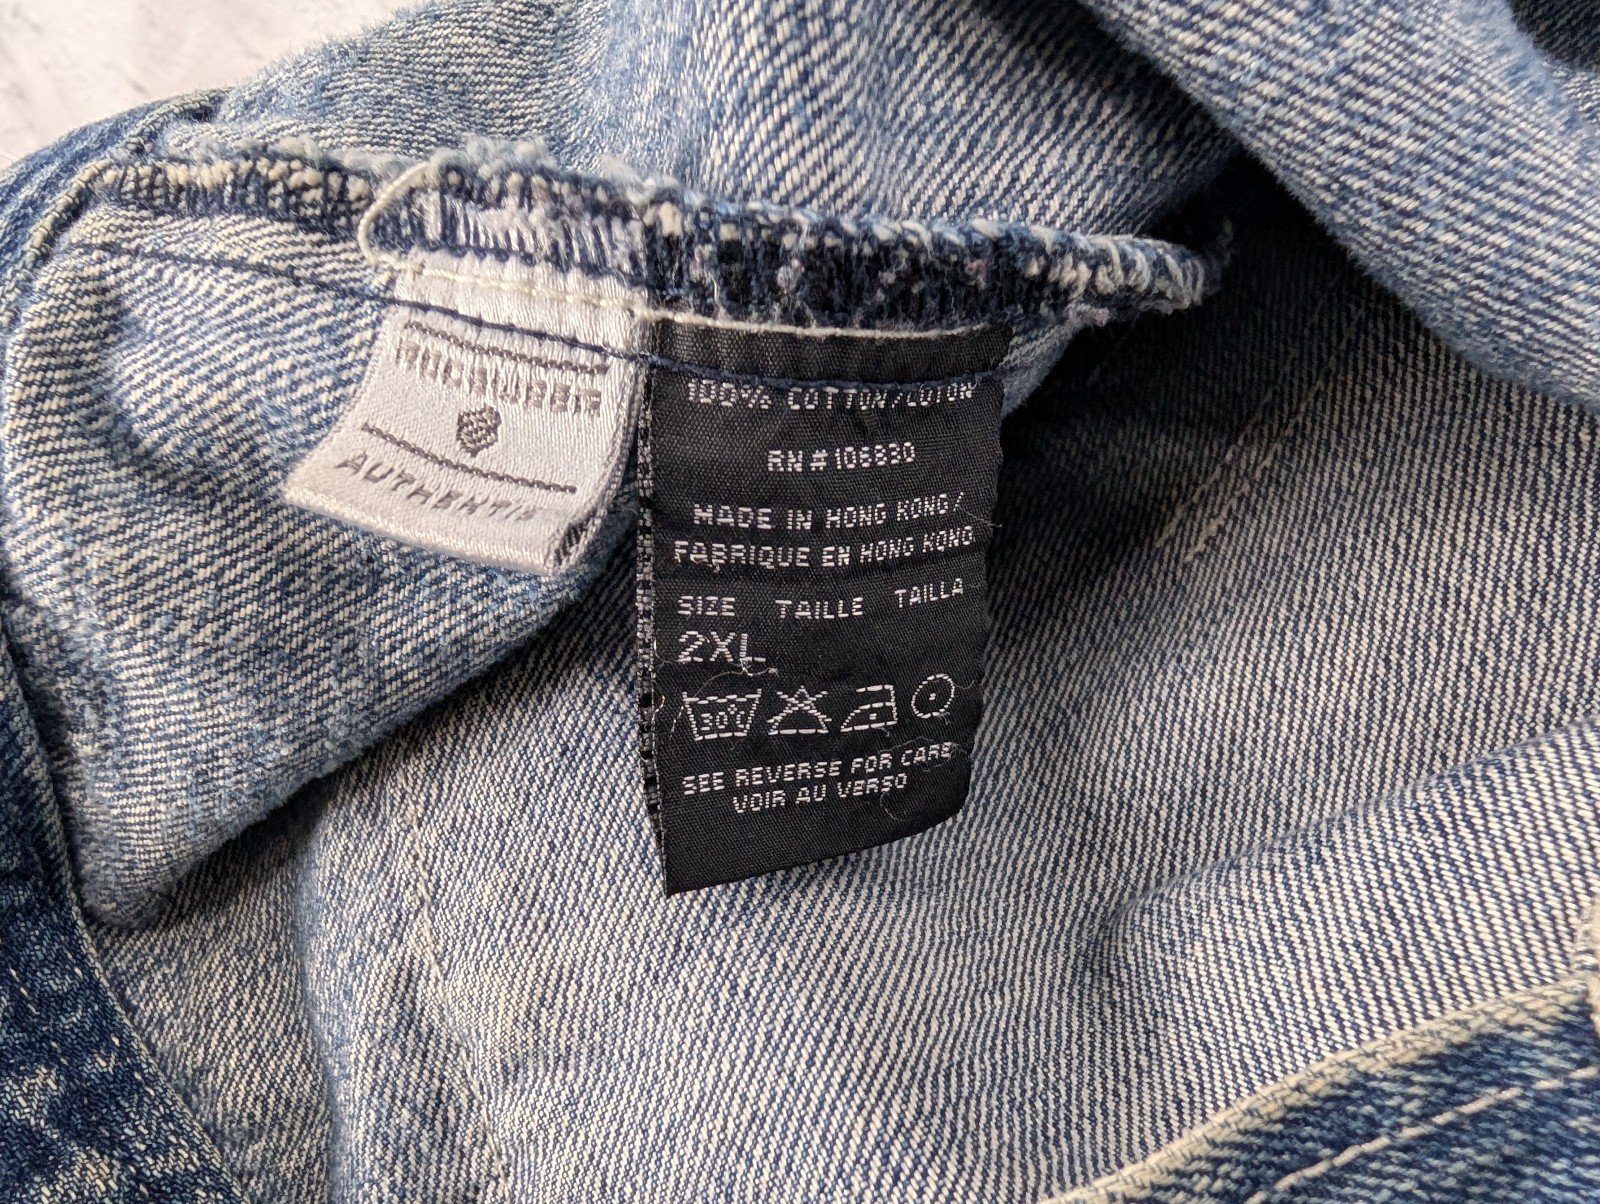 AUTHENTIC
100% COTTON/COTON
RN#106830
MADE IN HONG KONG/
FABRIQUE EN HONG KONG
SIZE TAILLE TAILLA
2XL
30°C
SEE REVERSE FOR CARE
VOIR AU VERSO